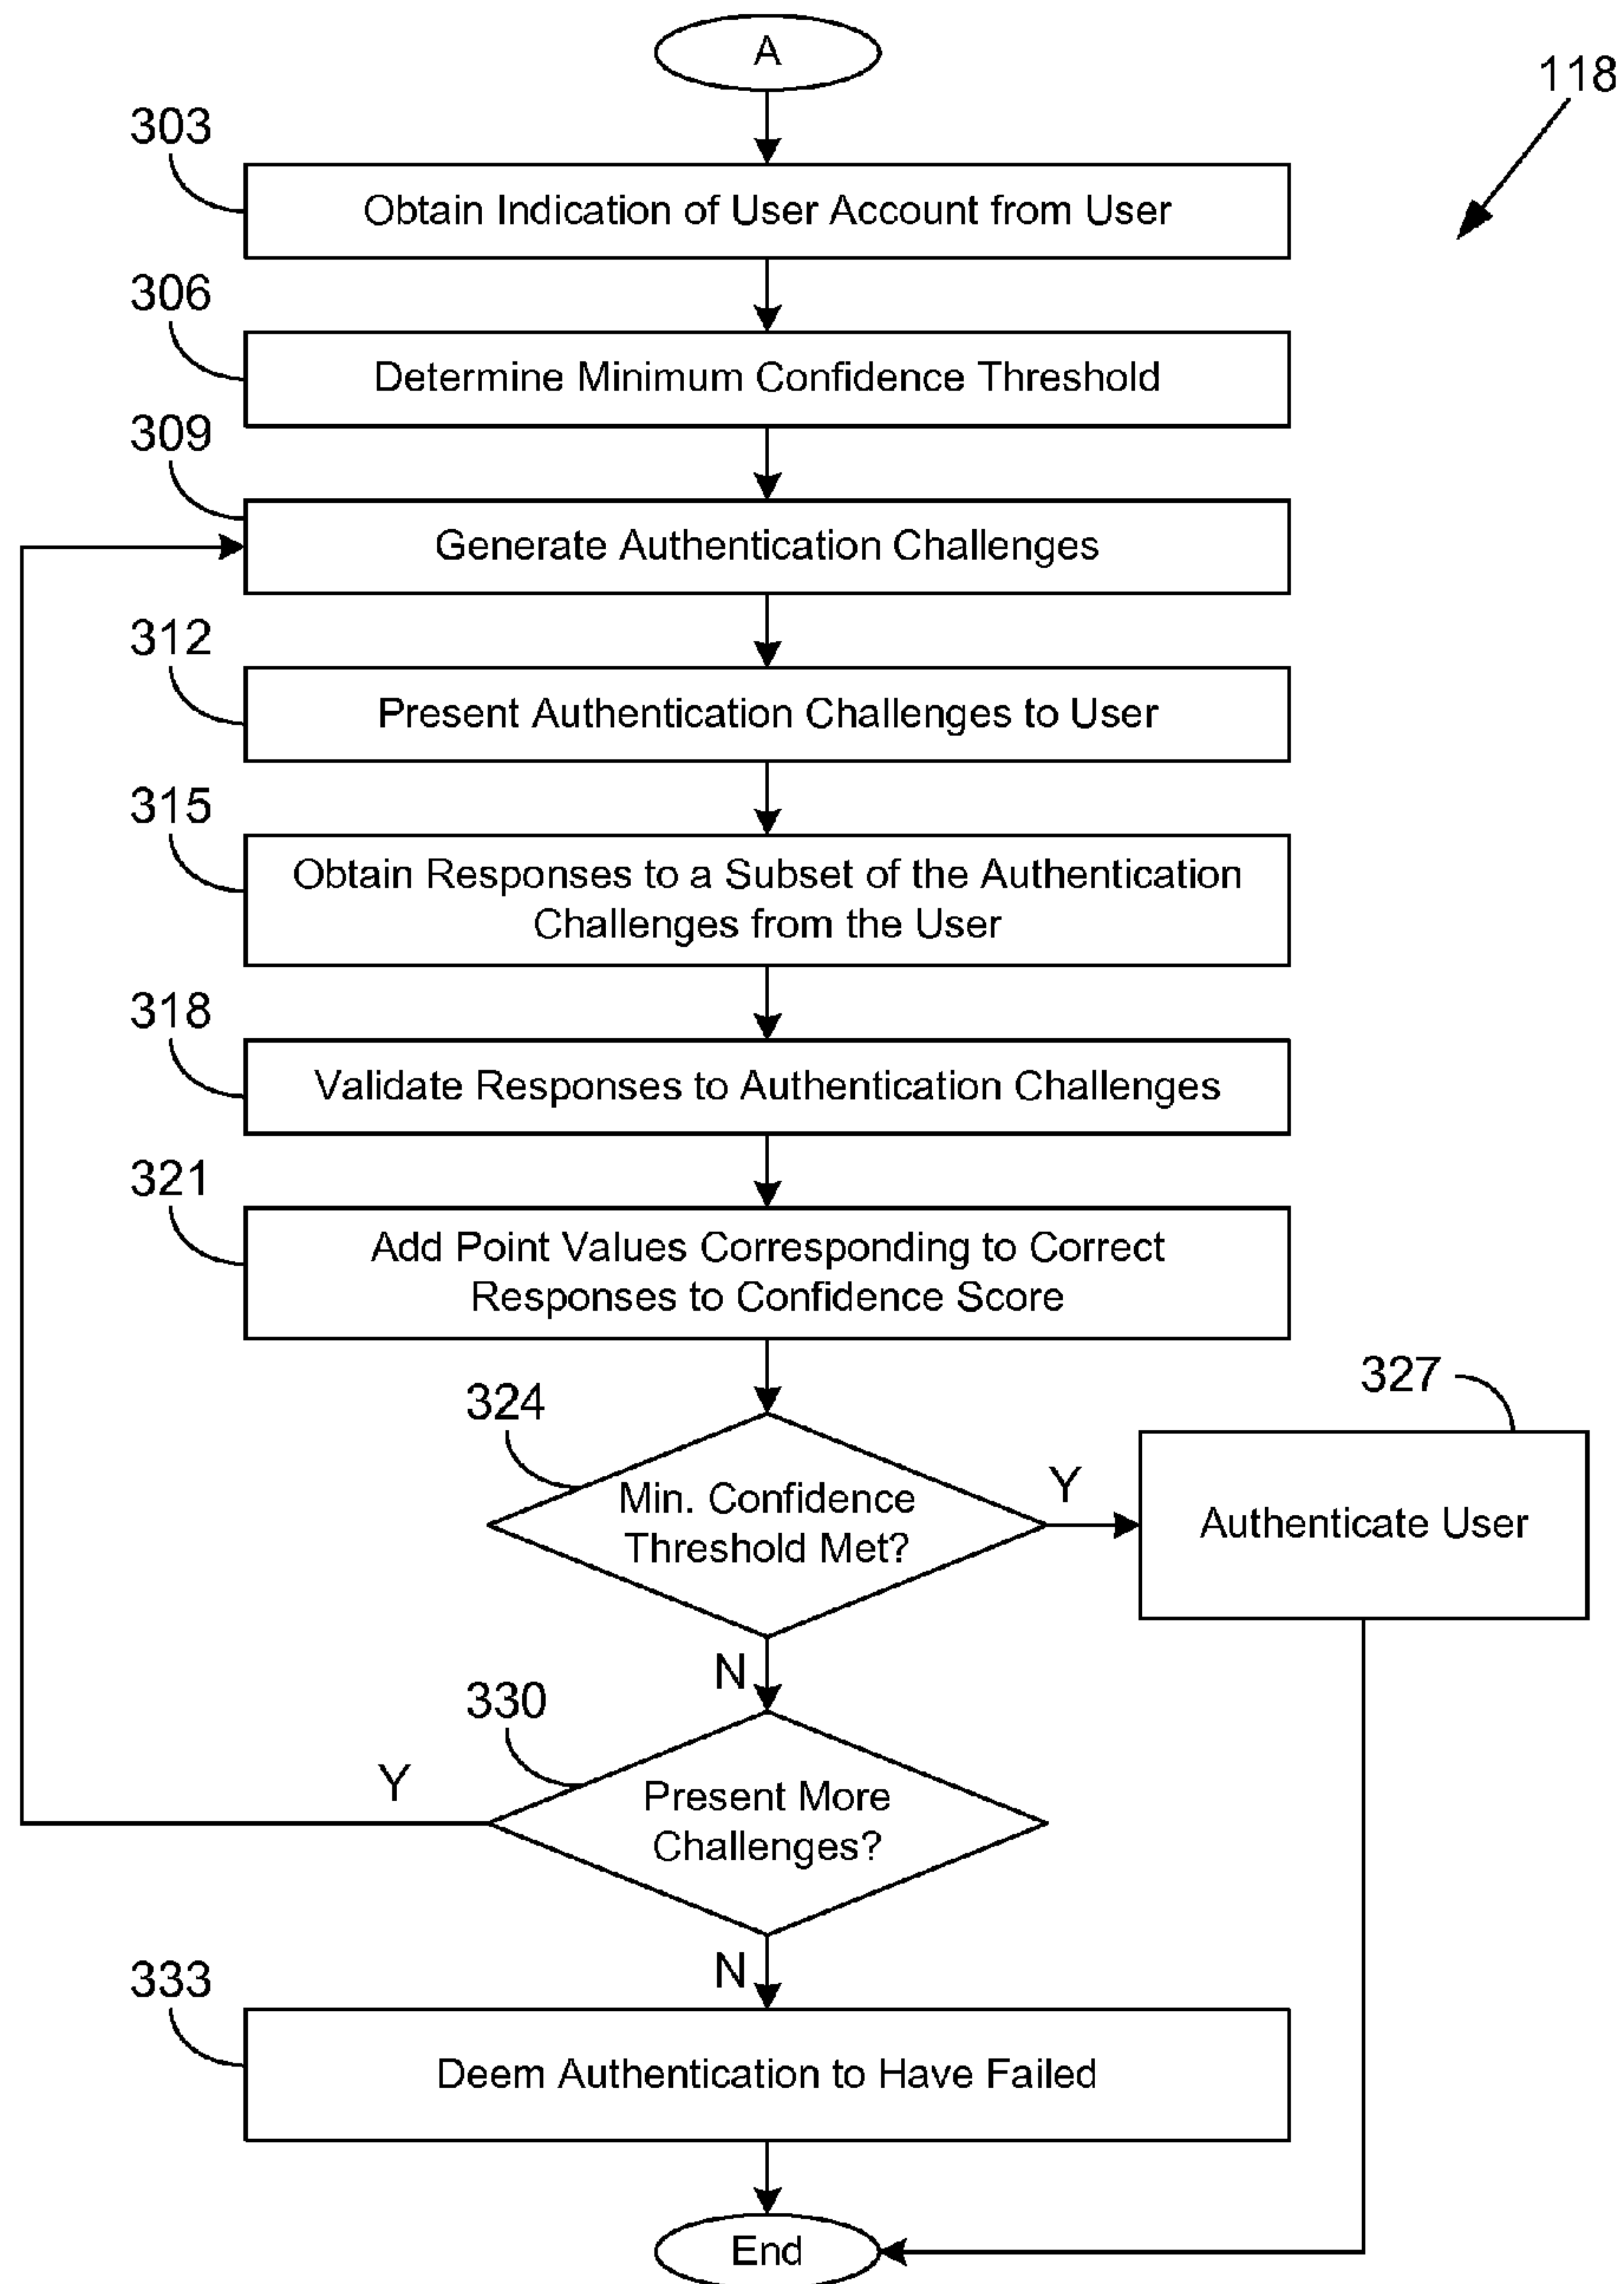 A
118
303
Obtain Indication of User Account from User
306
Determine Minimum Confidence Threshold
309
Generate Authentication Challenges
312
Present Authentication Challenges to User
315
Obtain Responses to a Subset of the Authentication
Challenges from the User
318
Validate Responses to Authentication Challenges
321
Add Point Values Corresponding to Correct
Responses to Confidence Score
324
Min. Confidence
Threshold Met?
Y
327
Authenticate User
N
330
Present More
Challenges?
Y
N
333
Deem Authentication to Have Failed
End